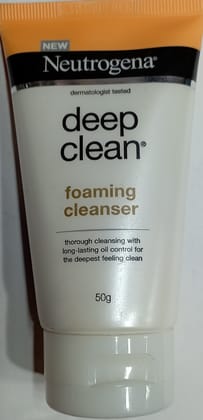 NEW
Neutrogena®
dermatologist tested
deep
clean®
foaming
cleanser
thorough cleansing with
long-lasting oil control for
the deepest feeling clean
50g